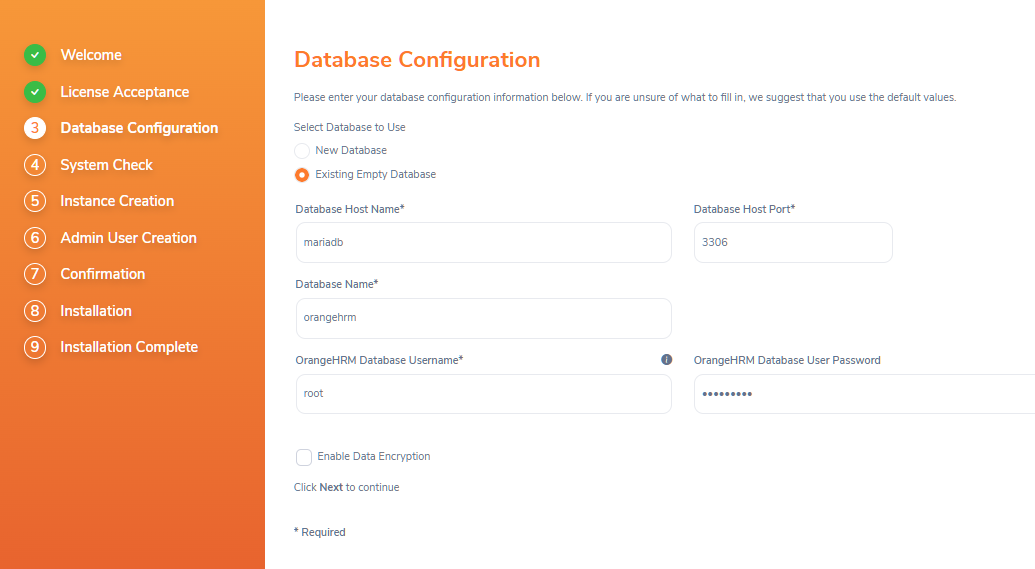 Welcome
License Acceptance
3 Database Configuration
4 System Check
5 Instance Creation
6 Admin User Creation
7 Confirmation
8 Installation
9 Installation Complete
Database Configuration
Please enter your database configuration information below. If you are unsure of what to fill in, we suggest that you use the default values.
Select Database to Use
New Database
Existing Empty Database
Database Host Name* Database Host Port*
mariadb 3306
Database Name*
orangehrm
OrangeHRM Database Username* OrangeHRM Database User Password
root •••••••••
Enable Data Encryption
Click Next to continue
* Required